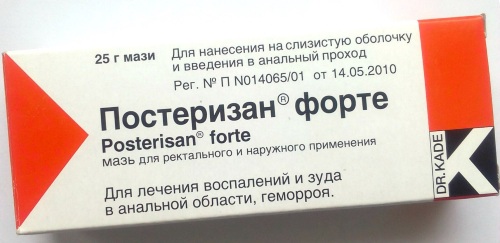 25 г мази
Для нанесения на слизистую оболочку
и введения в анальный проход
Рег. № П N014065/01 от 14.05.2010
Постеризан® форте
Posterisan® forte
мазь для ректального и наружного применения
Для лечения воспалений и зуда
в анальной области, геморроя.
DR.KADE
K